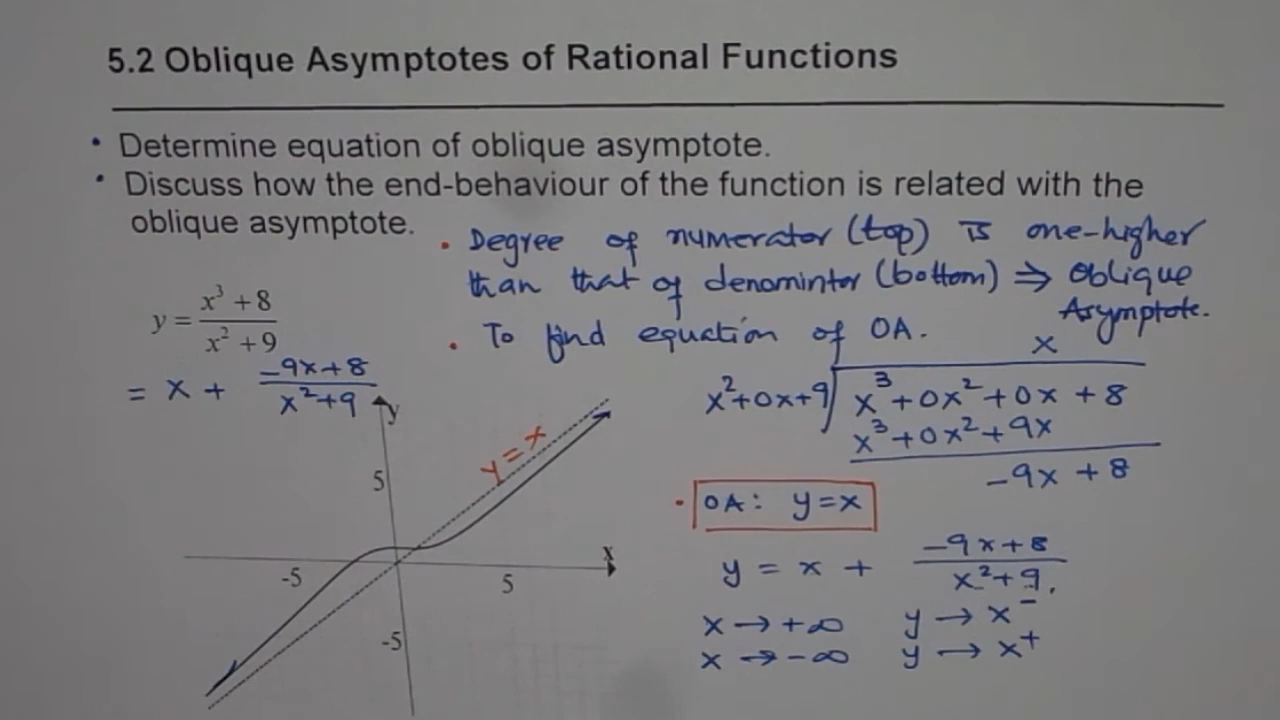 5.2 Oblique Asymptotes of Rational Functions
• Determine equation of oblique asymptote.
• Discuss how the end-behaviour of the function is related with the
oblique asymptote.
• Degree of numerator (top) is one-higher
than that of denomintor (bottom) ⇒ Oblique
Asymptote.
• To find equation of OA.
y = (x³ + 8)/(x² + 9)
= x + (-9x+8)/(x²+9)
x
x²+0x+9 ) x³+0x²+0x+8
x³+0x²+9x
-9x+8
y
5
y=x
x
-5
5
-5
• OA: y=x
y = x + (-9x+8)/(x²+9).
x → +∞ y → x⁻
x → -∞ y → x⁺